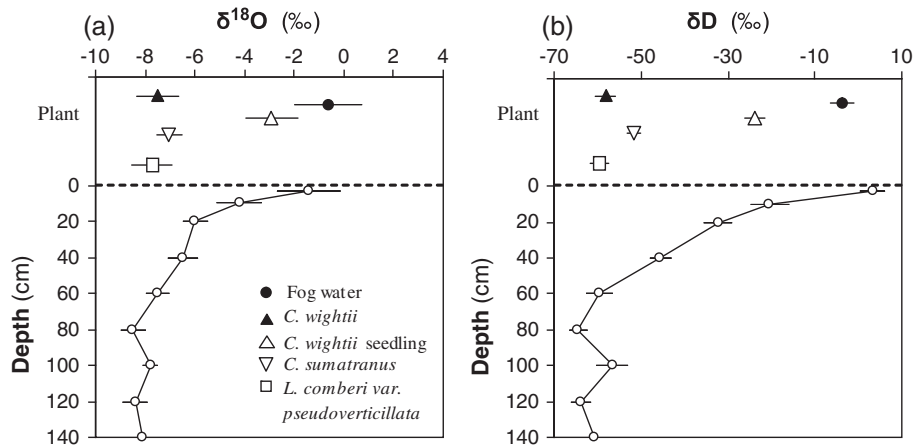 (a) δ¹⁸O (‰)
-10 -8 -6 -4 -2 0 2 4
Plant
0
20
40
60
80
100
120
140
Depth (cm)
Fog water
C. wightii
C. wightii seedling
C. sumatranus
L. comberi var.
pseudoverticillata
(b) δD (‰)
-70 -50 -30 -10 10
0
20
40
60
80
100
120
140
Depth (cm)